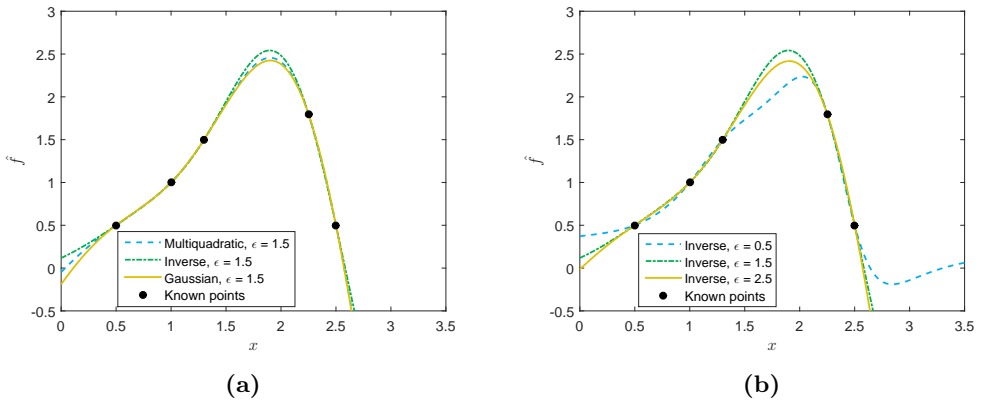 3
2.5
2
1.5
1
0.5
0
-0.5
f̂
Multiquadratic, ϵ = 1.5
Inverse, ϵ = 1.5
Gaussian, ϵ = 1.5
Known points
0 0.5 1 1.5 2 2.5 3 3.5
x
(a)
3
2.5
2
1.5
1
0.5
0
-0.5
f̂
Inverse, ϵ = 0.5
Inverse, ϵ = 1.5
Inverse, ϵ = 2.5
Known points
0 0.5 1 1.5 2 2.5 3 3.5
x
(b)